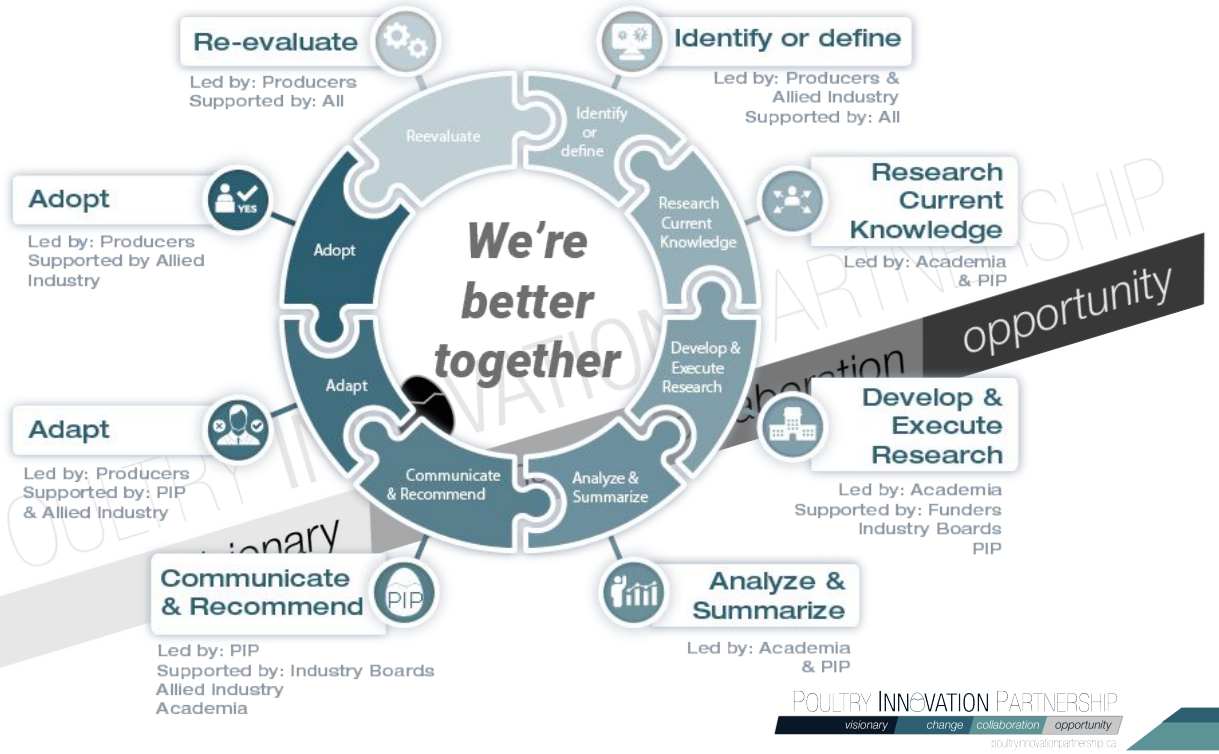 Re-evaluate
Led by: Producers
Supported by: All
Identify or define
Led by: Producers &
Allied Industry
Supported by: All
Research
Current
Knowledge
Led by: Academia
& PIP
Develop &
Execute
Research
Led by: Academia
Supported by: Funders
Industry Boards
PIP
Analyze &
Summarize
Led by: Academia
& PIP
Communicate
& Recommend
PIP
Led by: PIP
Supported by: Industry Boards
Allied Industry
Academia
Adapt
Led by: Producers
Supported by: PIP
& Allied Industry
Adopt
YES
Led by: Producers
Supported by Allied
Industry
Reevaluate
Identify
or
define
Research
Current
Knowledge
Develop &
Execute
Research
Analyze &
Summarize
Communicate
& Recommend
Adapt
Adopt
We're
better
together
opportunity
POULTRY INNOVATION PARTNERSHIP
visionary change collaboration opportunity
poultryinnovationpartnership.ca